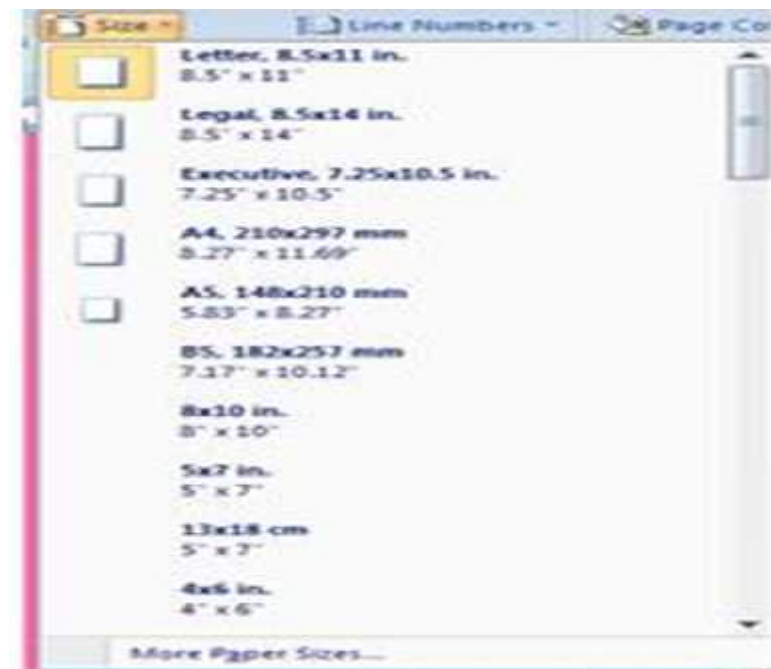 Size Line Numbers Page Co
Letter, 8.5x11 in.
8.5" x 11"
Legal, 8.5x14 in.
8.5" x 14"
Executive, 7.25x10.5 in.
7.25" x 10.5"
A4, 210x297 mm
8.27" x 11.69"
A5, 148x210 mm
5.83" x 8.27"
B5, 182x257 mm
7.17" x 10.12"
8x10 in.
8" x 10"
5x7 in.
5" x 7"
13x18 cm
5" x 7"
4x6 in.
4" x 6"
More Paper Sizes...